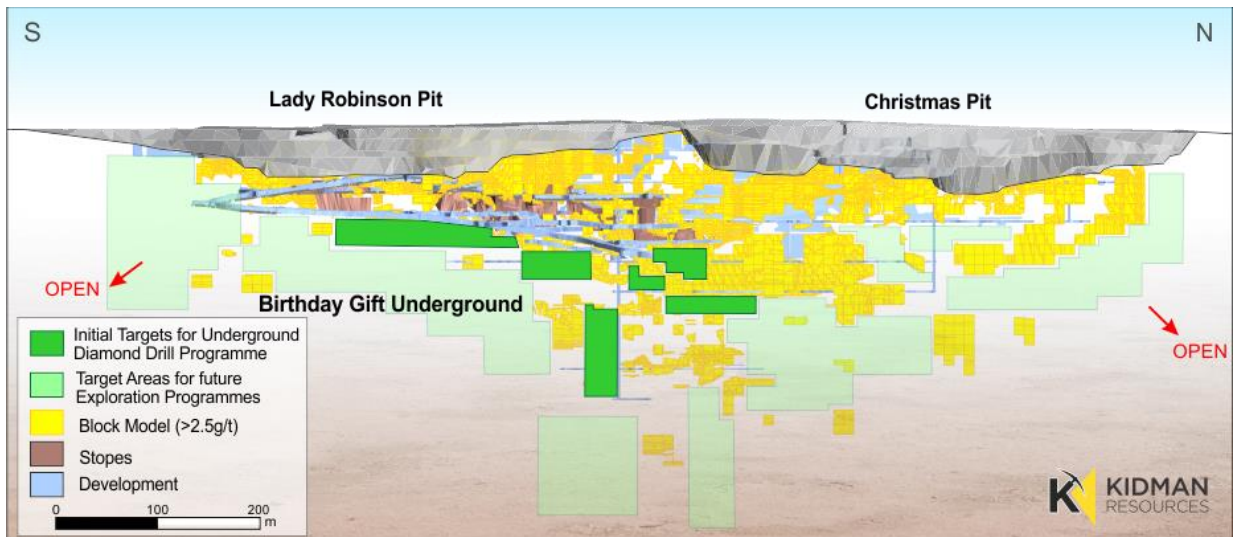 S
N
Lady Robinson Pit
Christmas Pit
OPEN
Birthday Gift Underground
OPEN
Initial Targets for Underground
Diamond Drill Programme
Target Areas for future
Exploration Programmes
Block Model (>2.5g/t)
Stopes
Development
0 100 200
m
KIDMAN
RESOURCES